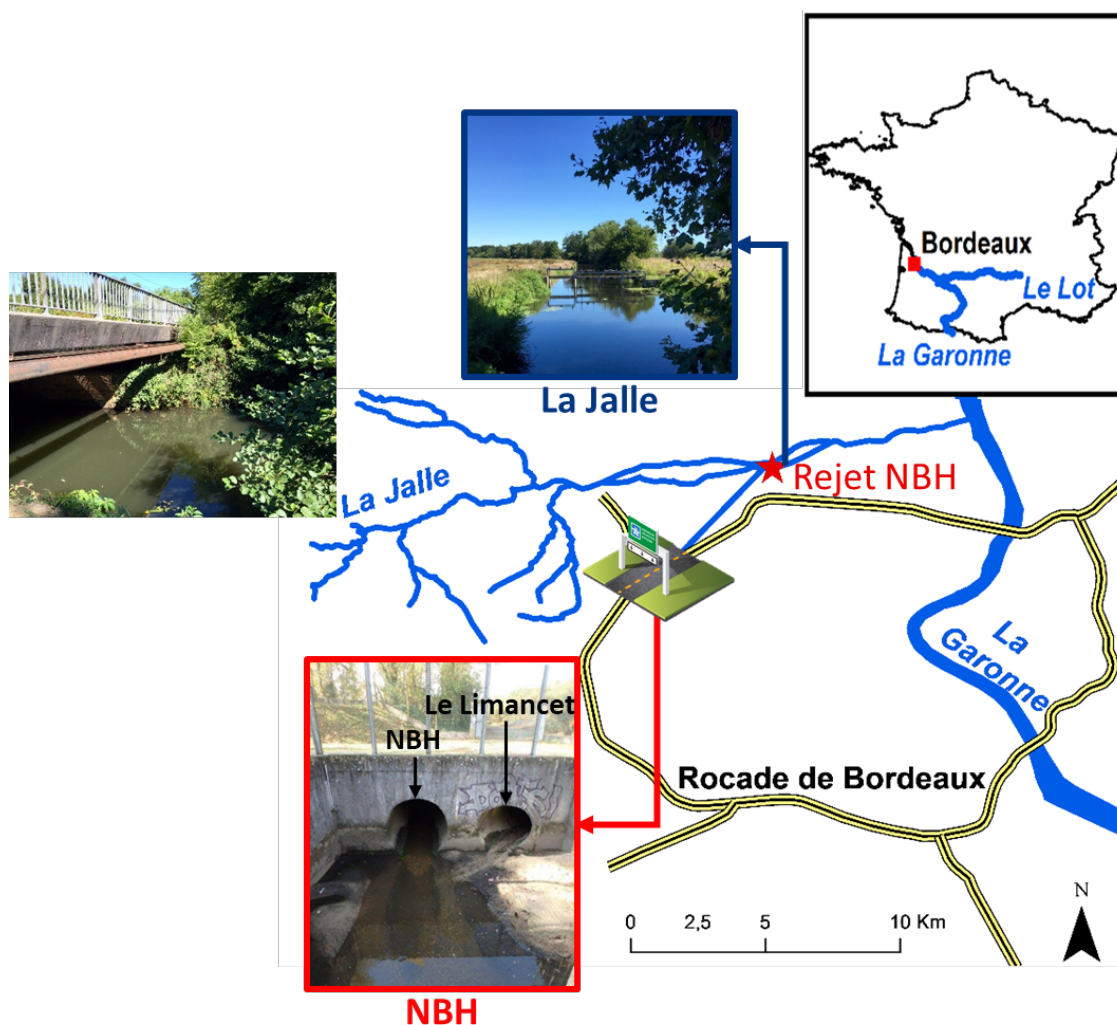 Bordeaux
Le Lot
La Garonne
La Jalle
La Jalle
Rejet NBH
La
Garonne
Le Limancet
NBH
Rocade de Bordeaux
0 2,5 5 10 Km
N
NBH